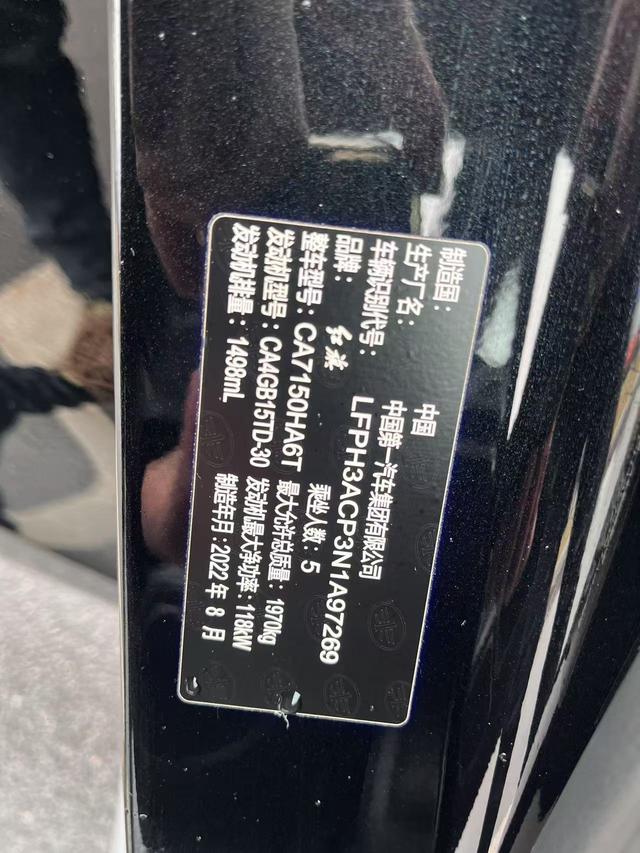 制造国: 中国
生产厂名: 中国第一汽车集团有限公司
车辆识别代号: LFPH3ACP3N1A97269
品牌: 红旗 乘坐人数: 5
整车型号: CA7150HA6T 最大允许总质量: 1970kg
发动机型号: CA4GB15TD-30 发动机最大净功率: 118kW
发动机排量: 1498mL 制造年月: 2022 年 8 月